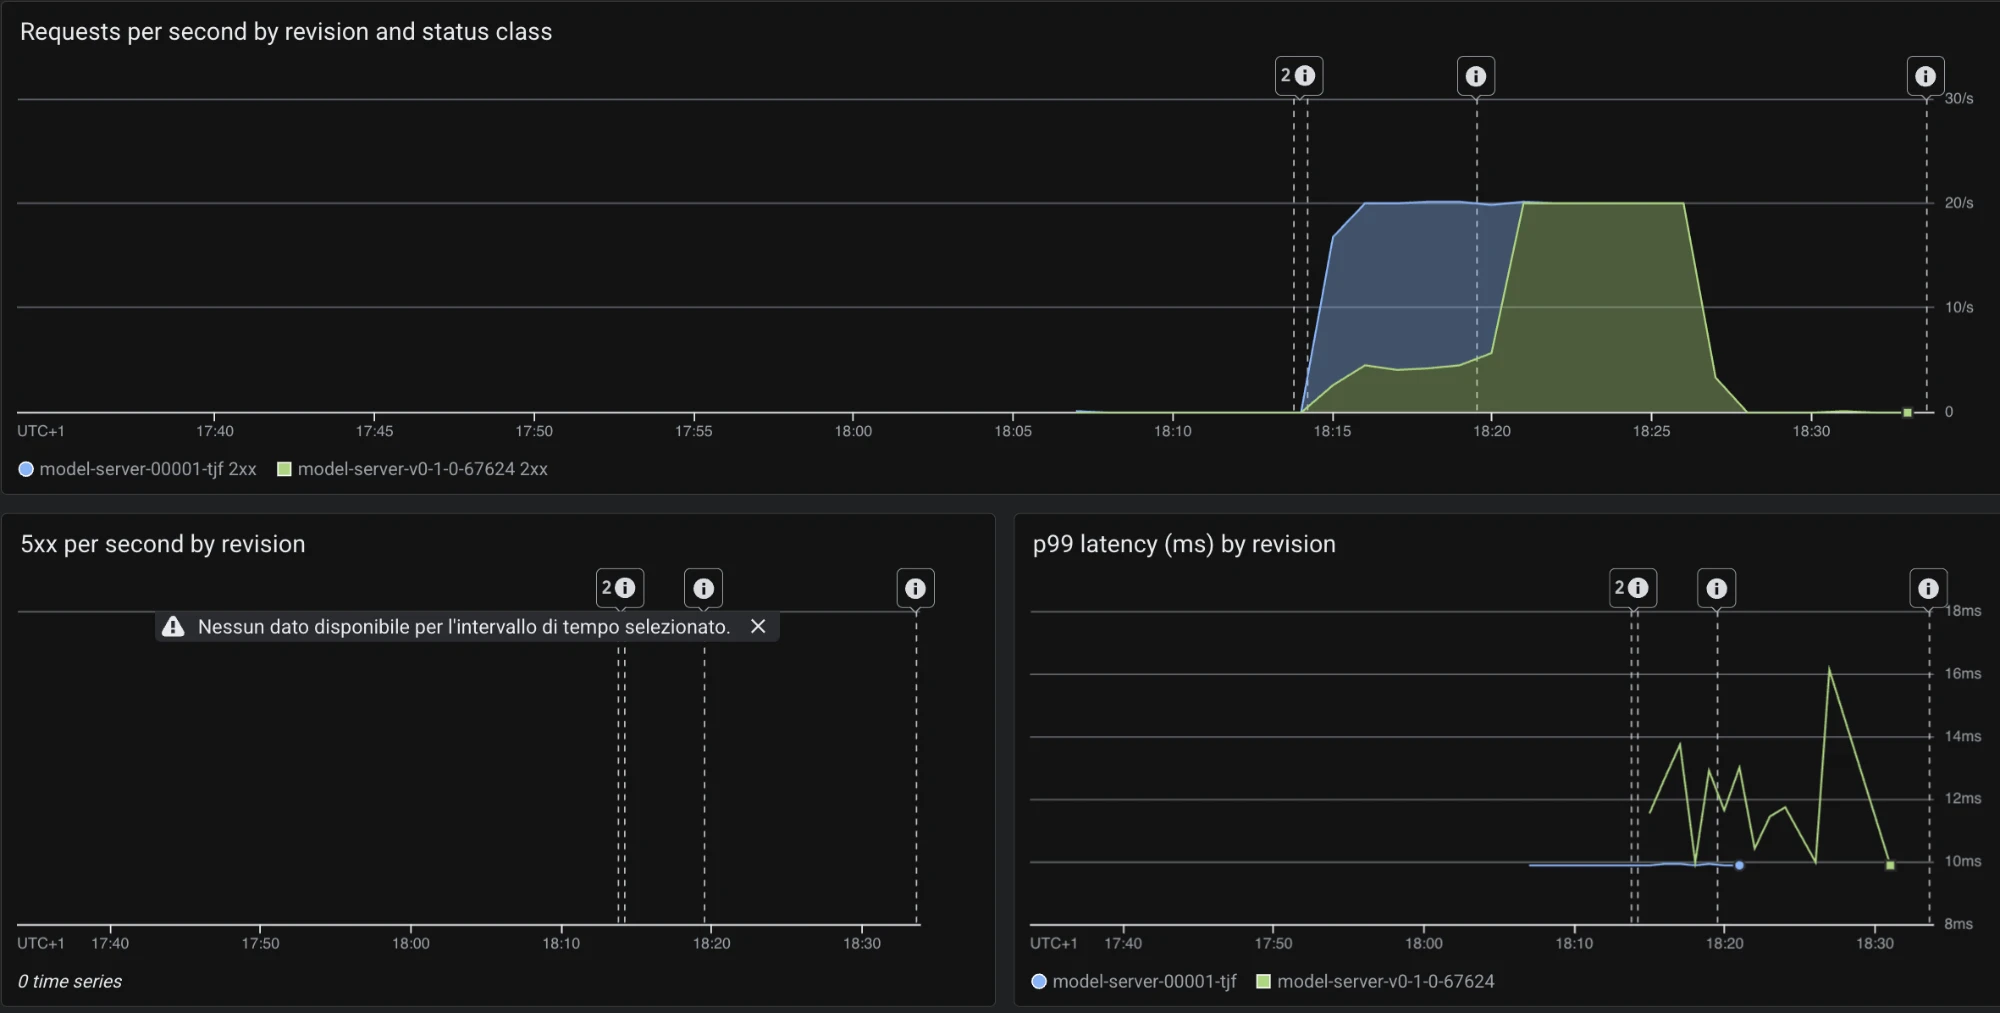 Requests per second by revision and status class
2
30/s
20/s
10/s
0
UTC+1 17:40 17:45 17:50 17:55 18:00 18:05 18:10 18:15 18:20 18:25 18:30
model-server-00001-tjf 2xx model-server-v0-1-0-67624 2xx
5xx per second by revision
2
Nessun dato disponibile per l'intervallo di tempo selezionato.
UTC+1 17:40 17:50 18:00 18:10 18:20 18:30
0 time series
p99 latency (ms) by revision
2
18ms
16ms
14ms
12ms
10ms
8ms
UTC+1 17:40 17:50 18:00 18:10 18:20 18:30
model-server-00001-tjf model-server-v0-1-0-67624